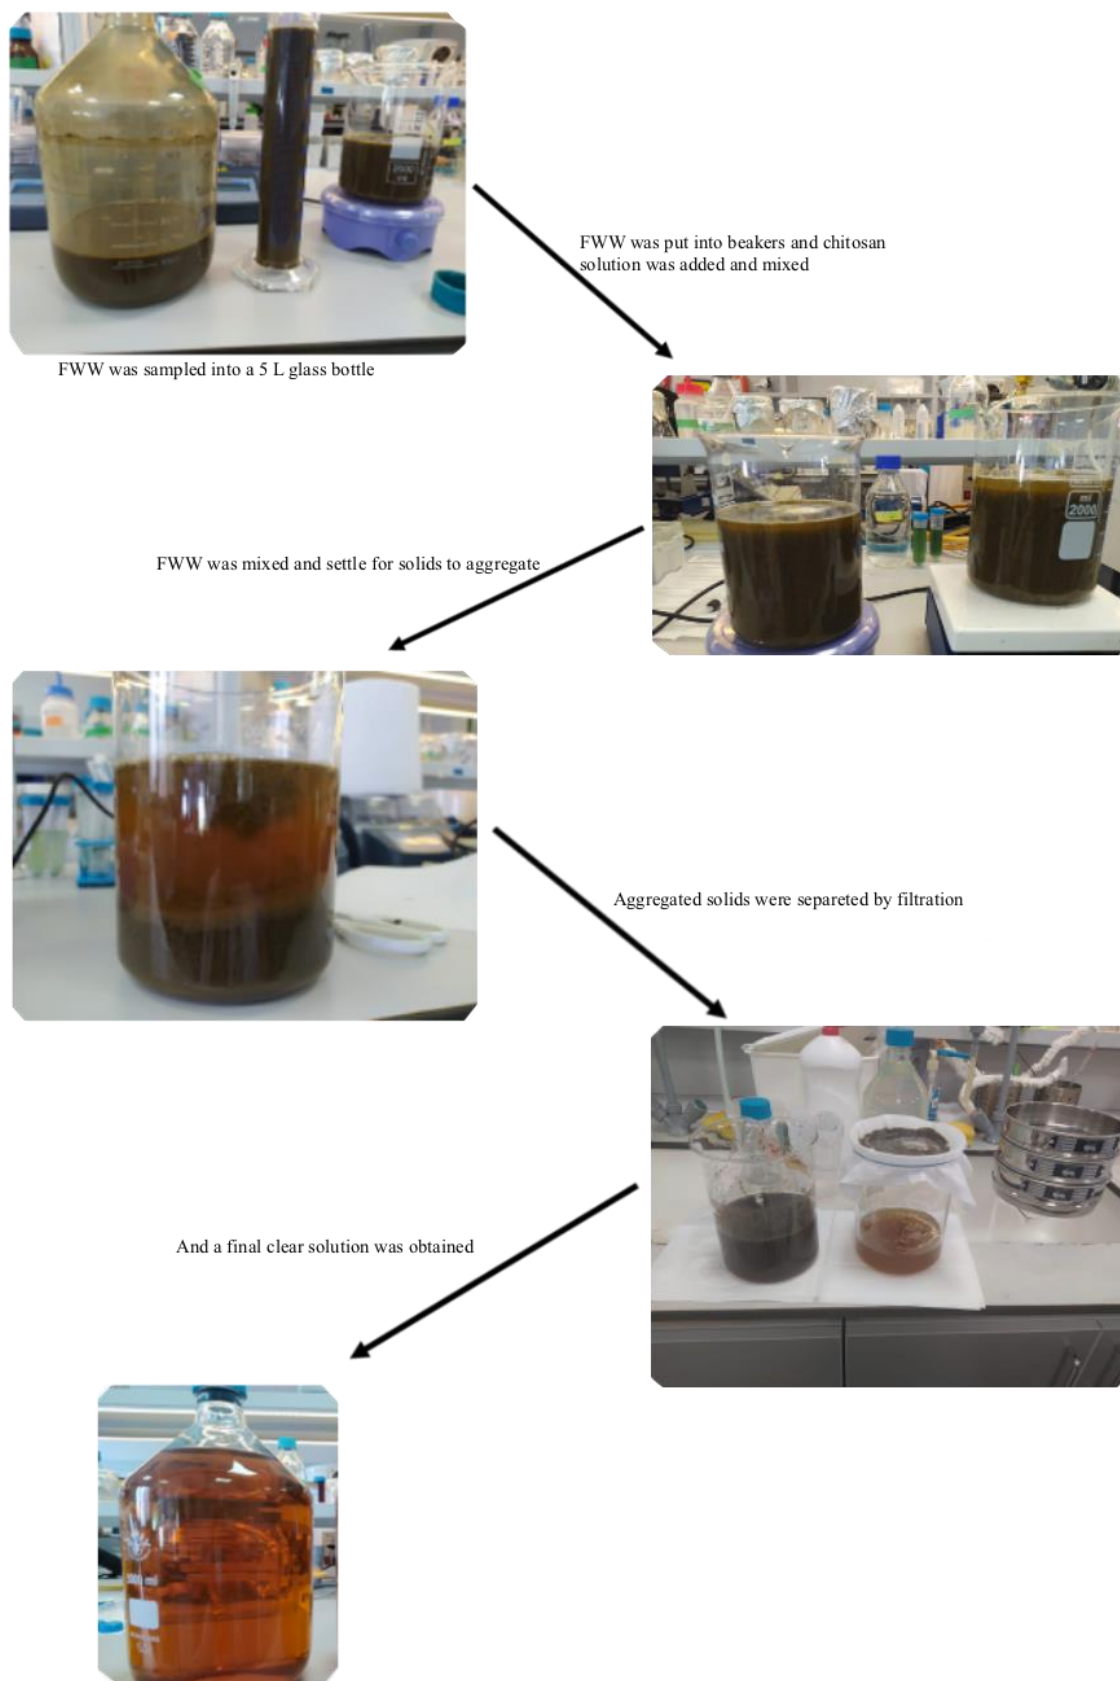 FWW was sampled into a 5 L glass bottle
FWW was put into beakers and chitosan
solution was added and mixed
ml
2000
FWW was mixed and settle for solids to aggregate
Aggregated solids were separeted by filtration
And a final clear solution was obtained